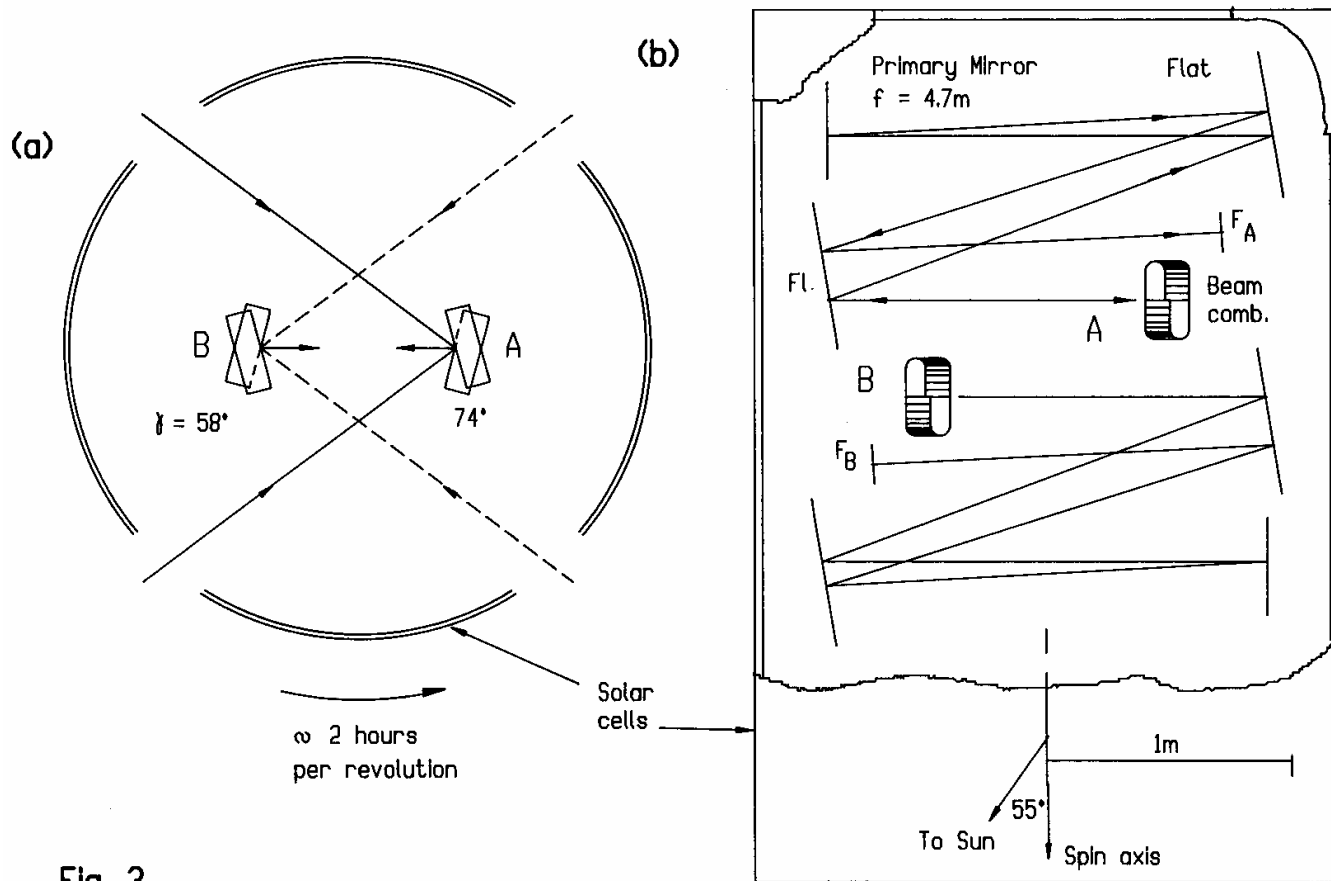 (a)
B
A
γ = 58°
74°
∞ 2 hours
per revolution
Solar
cells
(b)
Primary Mirror
f = 4.7m
Flat
F_A
Fl.
Beam
comb.
A
B
F_B
1m
55°
To Sun
Spin axis